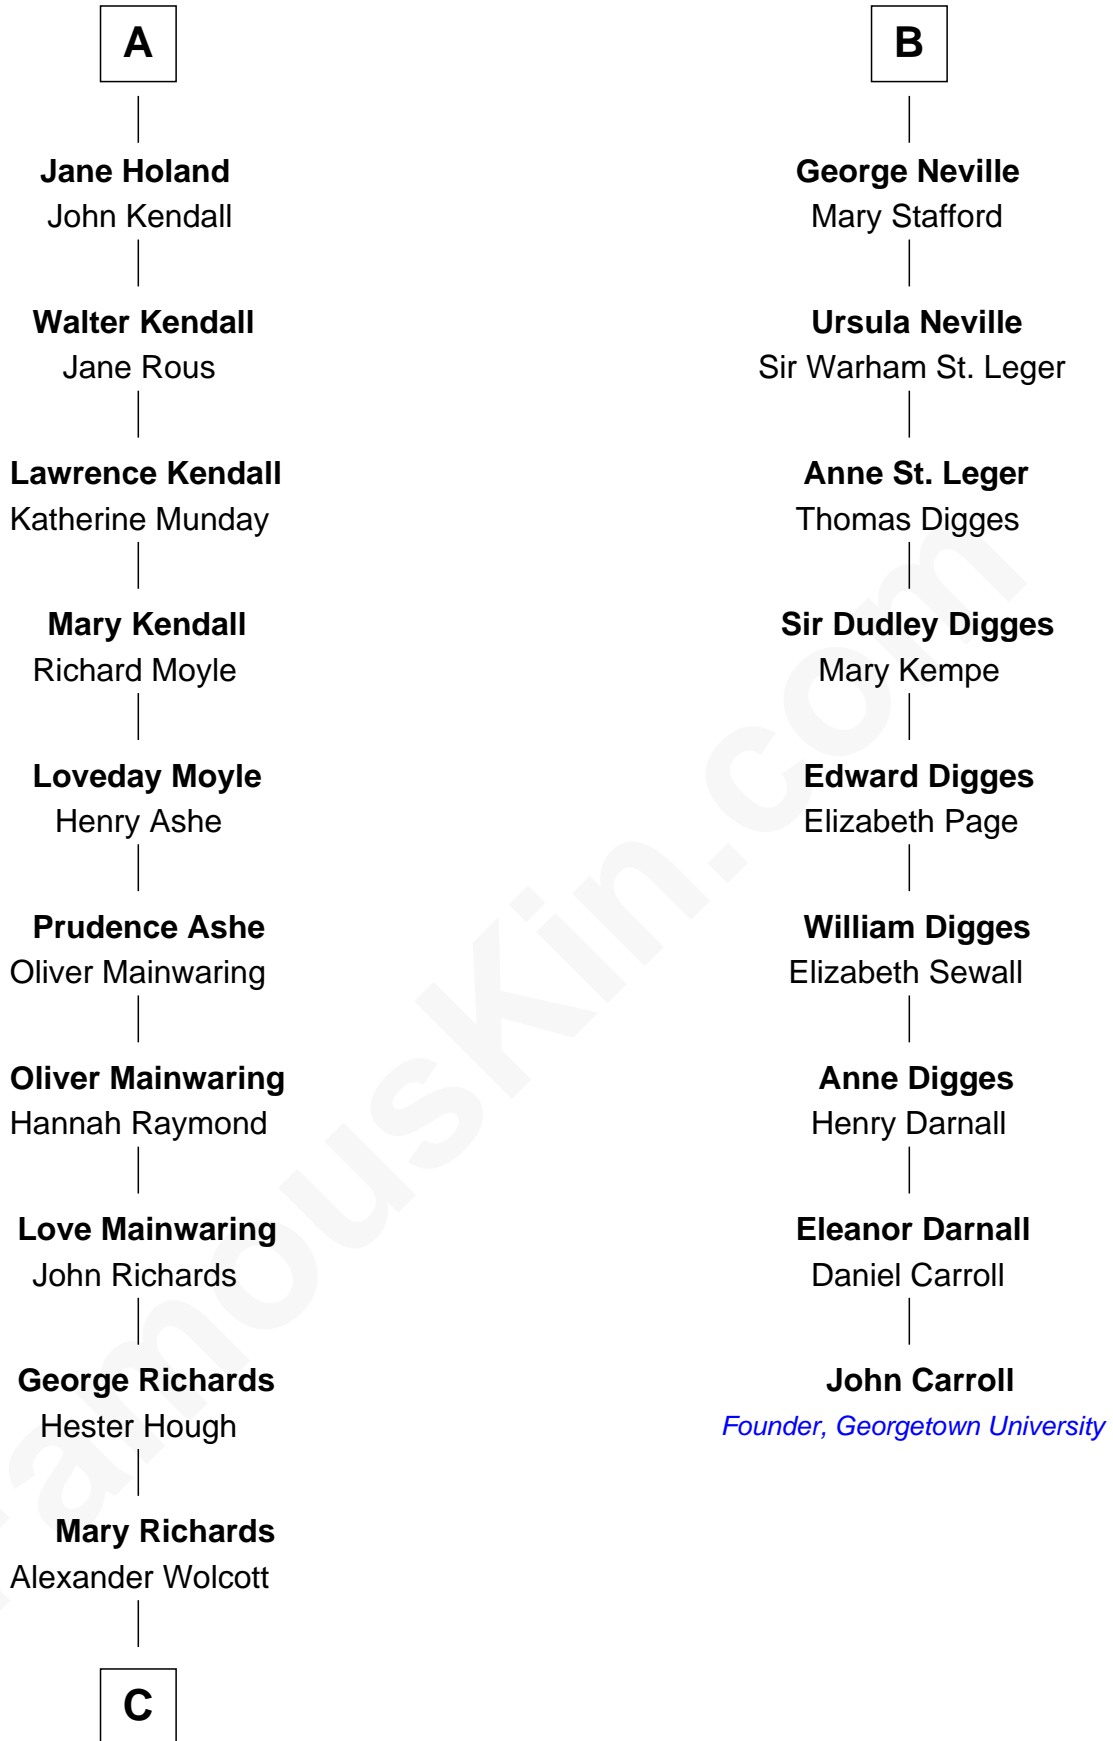 A
Jane Holand
John Kendall
Walter Kendall
Jane Rous
Lawrence Kendall
Katherine Munday
Mary Kendall
Richard Moyle
Loveday Moyle
Henry Ashe
Prudence Ashe
Oliver Mainwaring
Oliver Mainwaring
Hannah Raymond
Love Mainwaring
John Richards
George Richards
Hester Hough
Mary Richards
Alexander Wolcott
C
B
George Neville
Mary Stafford
Ursula Neville
Sir Warham St. Leger
Anne St. Leger
Thomas Digges
Sir Dudley Digges
Mary Kempe
Edward Digges
Elizabeth Page
William Digges
Elizabeth Sewall
Anne Digges
Henry Darnall
Eleanor Darnall
Daniel Carroll
John Carroll
Founder, Georgetown University
FamousKin.com